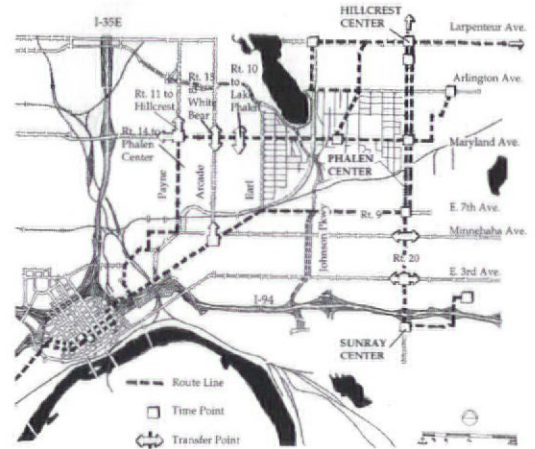 I-35E
HILLCREST
CENTER
Larpenteur Ave.
Rt. 11 to
Hillcrest
Rt. 15
to
White
Bear
Rt. 10
to
Lake
Phalen
Arlington Ave.
Rt. 14 to
Phalen
Center
Maryland Ave.
PHALEN
CENTER
Payne
Arcade
Earl
Johnson Pkwy
Rt. 9
E. 7th Ave.
Minnehaha Ave.
Rt. 20
E. 3rd Ave.
I-94
SUNRAY
CENTER
Route Line
Time Point
Transfer Point